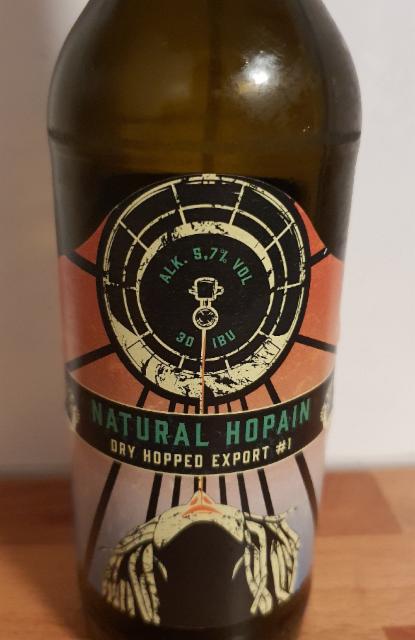 ALK. 5,7% VOL
30 IBU
NATURAL HOPAIN
DRY HOPPED EXPORT #1